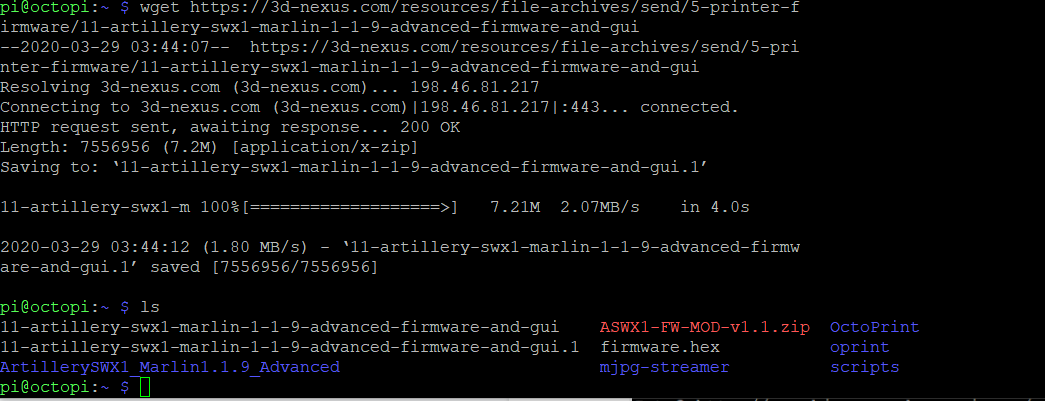 pi@octopi:~ $ wget https://3d-nexus.com/resources/file-archives/send/5-printer-f
irmware/11-artillery-swx1-marlin-1-1-9-advanced-firmware-and-gui
--2020-03-29 03:44:07--  https://3d-nexus.com/resources/file-archives/send/5-pri
nter-firmware/11-artillery-swx1-marlin-1-1-9-advanced-firmware-and-gui
Resolving 3d-nexus.com (3d-nexus.com)... 198.46.81.217
Connecting to 3d-nexus.com (3d-nexus.com)|198.46.81.217|:443... connected.
HTTP request sent, awaiting response... 200 OK
Length: 7556956 (7.2M) [application/x-zip]
Saving to: ‘11-artillery-swx1-marlin-1-1-9-advanced-firmware-and-gui.1’
11-artillery-swx1-m 100%[===================>]   7.21M  2.07MB/s    in 4.0s
2020-03-29 03:44:12 (1.80 MB/s) - ‘11-artillery-swx1-marlin-1-1-9-advanced-firmw
are-and-gui.1’ saved [7556956/7556956]
pi@octopi:~ $ ls
11-artillery-swx1-marlin-1-1-9-advanced-firmware-and-gui    ASWX1-FW-MOD-v1.1.zip  OctoPrint
11-artillery-swx1-marlin-1-1-9-advanced-firmware-and-gui.1  firmware.hex           oprint
ArtillerySWX1_Marlin1.1.9_Advanced                          mjpg-streamer          scripts
pi@octopi:~ $